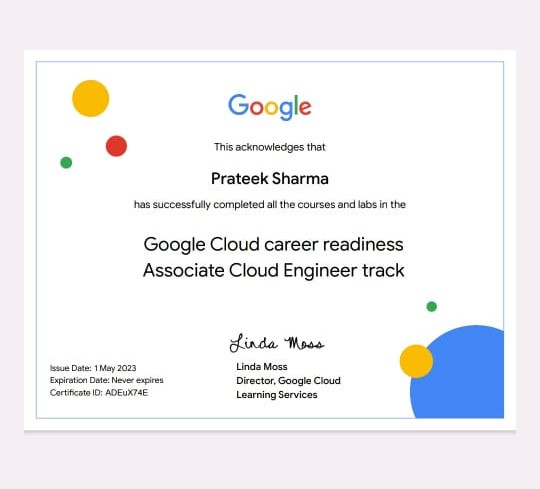 Google
This acknowledges that
Prateek Sharma
has successfully completed all the courses and labs in the
Google Cloud career readiness
Associate Cloud Engineer track
Linda Moss
Linda Moss
Director, Google Cloud
Learning Services
Issue Date: 1 May 2023
Expiration Date: Never expires
Certificate ID: ADEuX74E